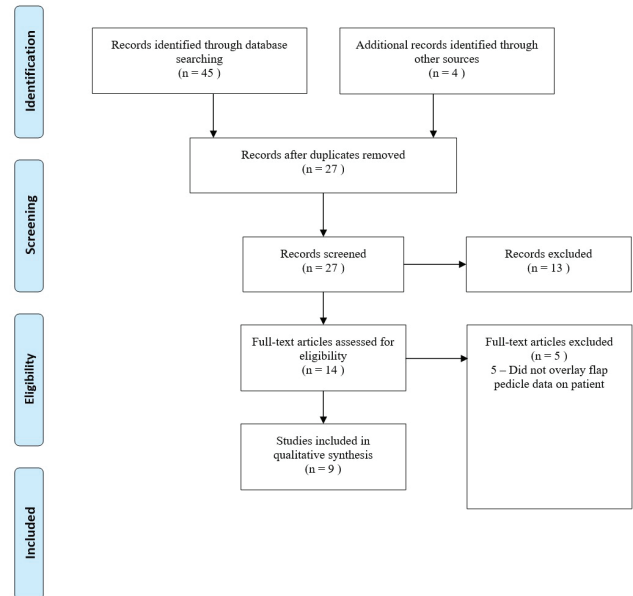 Identification
Records identified through database
searching
(n = 45 )
Additional records identified through
other sources
(n = 4 )
Records after duplicates removed
(n = 27 )
Screening
Records screened
(n = 27 )
Records excluded
(n = 13 )
Eligibility
Full-text articles assessed for
eligibility
(n = 14 )
Full-text articles excluded
(n = 5 )
5 – Did not overlay flap
pedicle data on patient
Included
Studies included in
qualitative synthesis
(n = 9 )